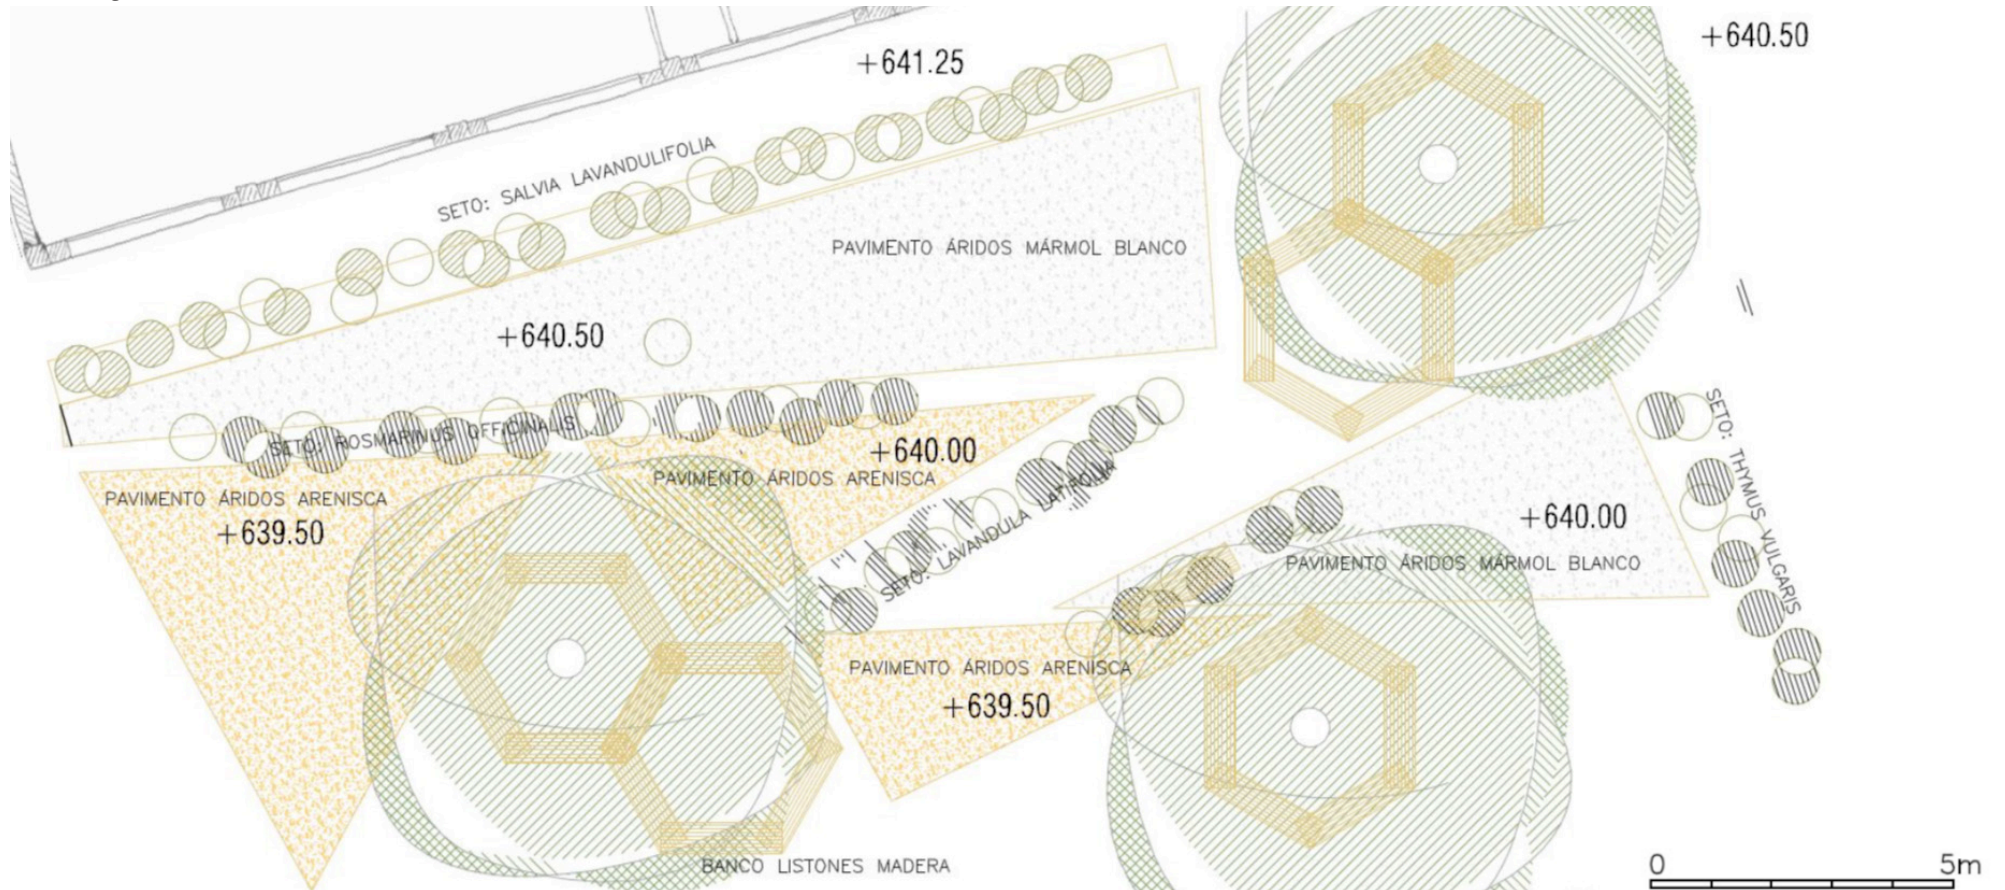 +640.50
+641.25
SETO: SALVIA LAVANDULIFOLIA
PAVIMENTO ÁRIDOS MÁRMOL BLANCO
+640.50
SETO: ROSMARINUS OFFICINALIS
+640.00
PAVIMENTO ÁRIDOS ARENISCA
PAVIMENTO ÁRIDOS ARENISCA
+639.50
SETO: LAVANDULA LATIFOLIA
SETO: THYMUS VULGARIS
+640.00
PAVIMENTO ÁRIDOS MÁRMOL BLANCO
PAVIMENTO ÁRIDOS ARENISCA
+639.50
BANCO LISTONES MADERA
0 5m